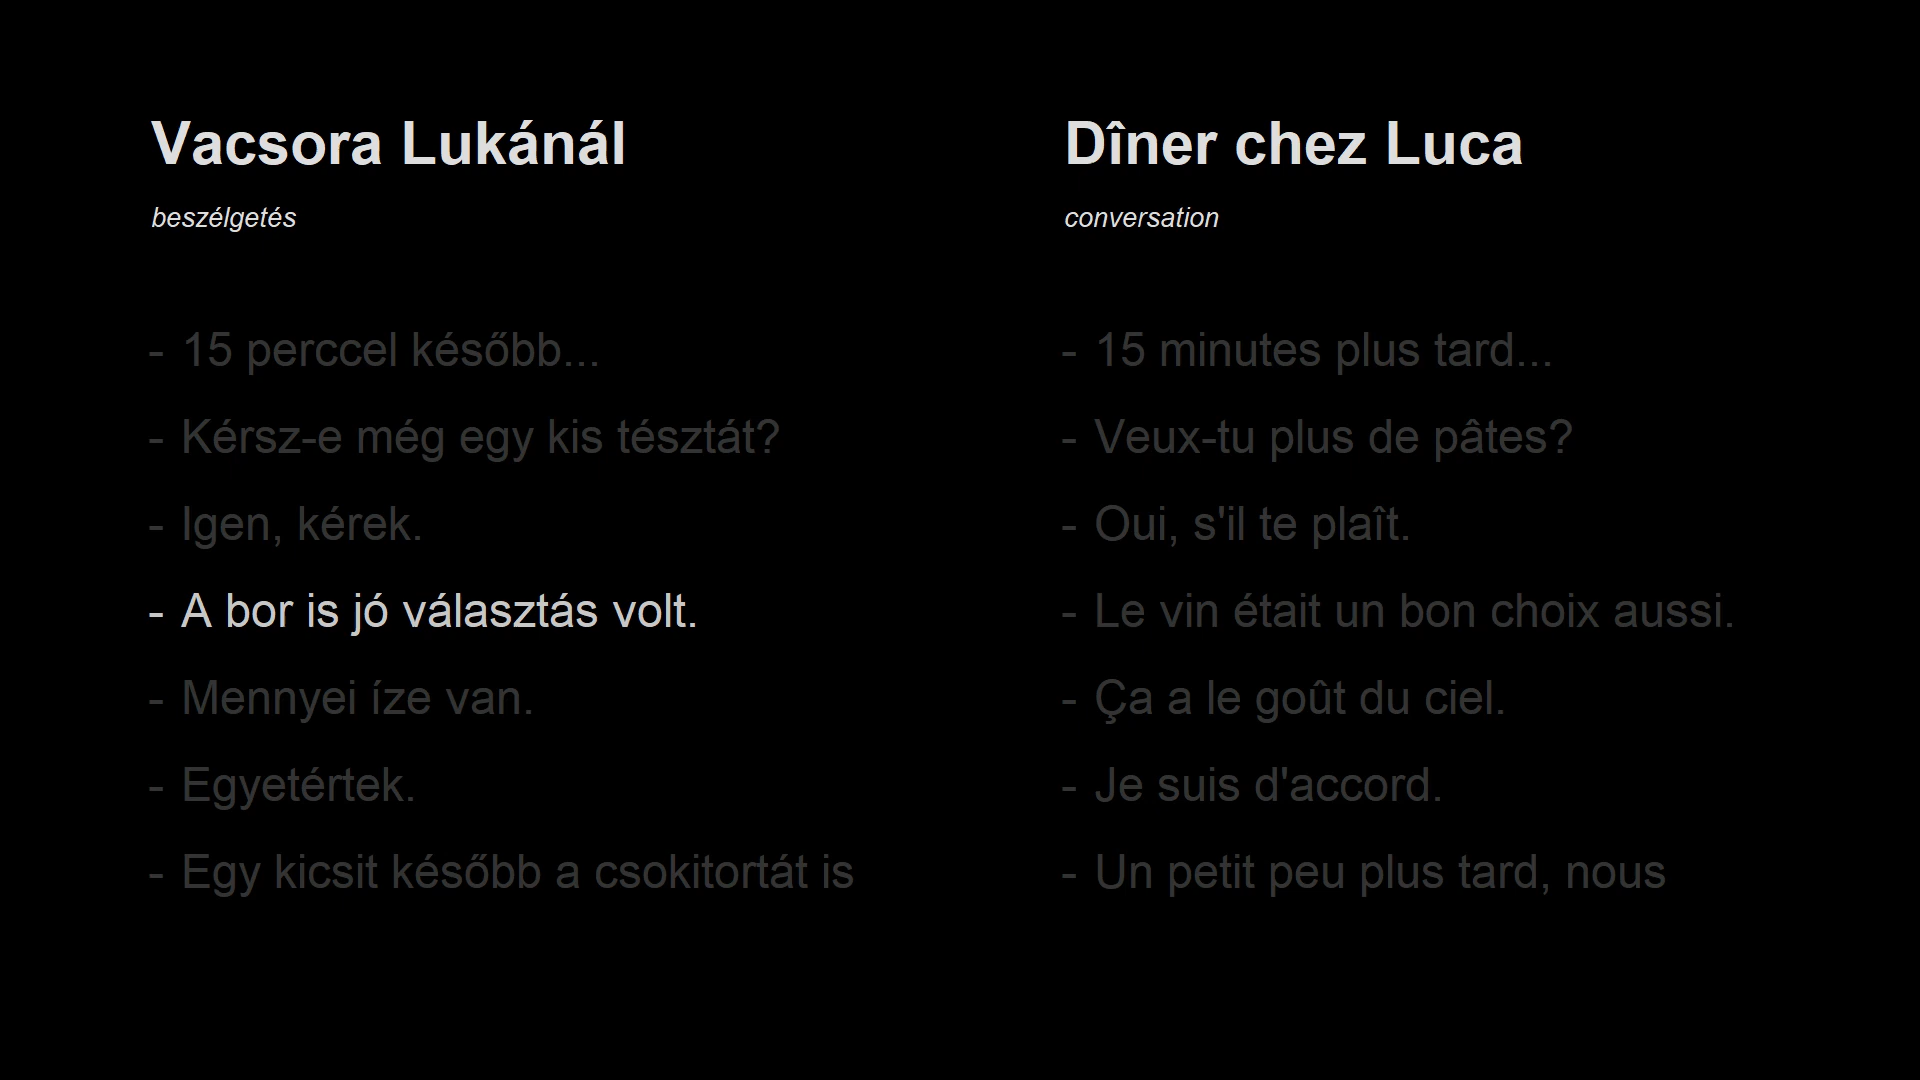 Vacsora Lukánál
beszélgetés
- 15 perccel később...
- Kérsz-e még egy kis tésztát?
- Igen, kérek.
- A bor is jó választás volt.
- Mennyei íze van.
- Egyetértek.
- Egy kicsit később a csokitortát is
Dîner chez Luca
conversation
- 15 minutes plus tard...
- Veux-tu plus de pâtes?
- Oui, s'il te plaît.
- Le vin était un bon choix aussi.
- Ça a le goût du ciel.
- Je suis d'accord.
- Un petit peu plus tard, nous